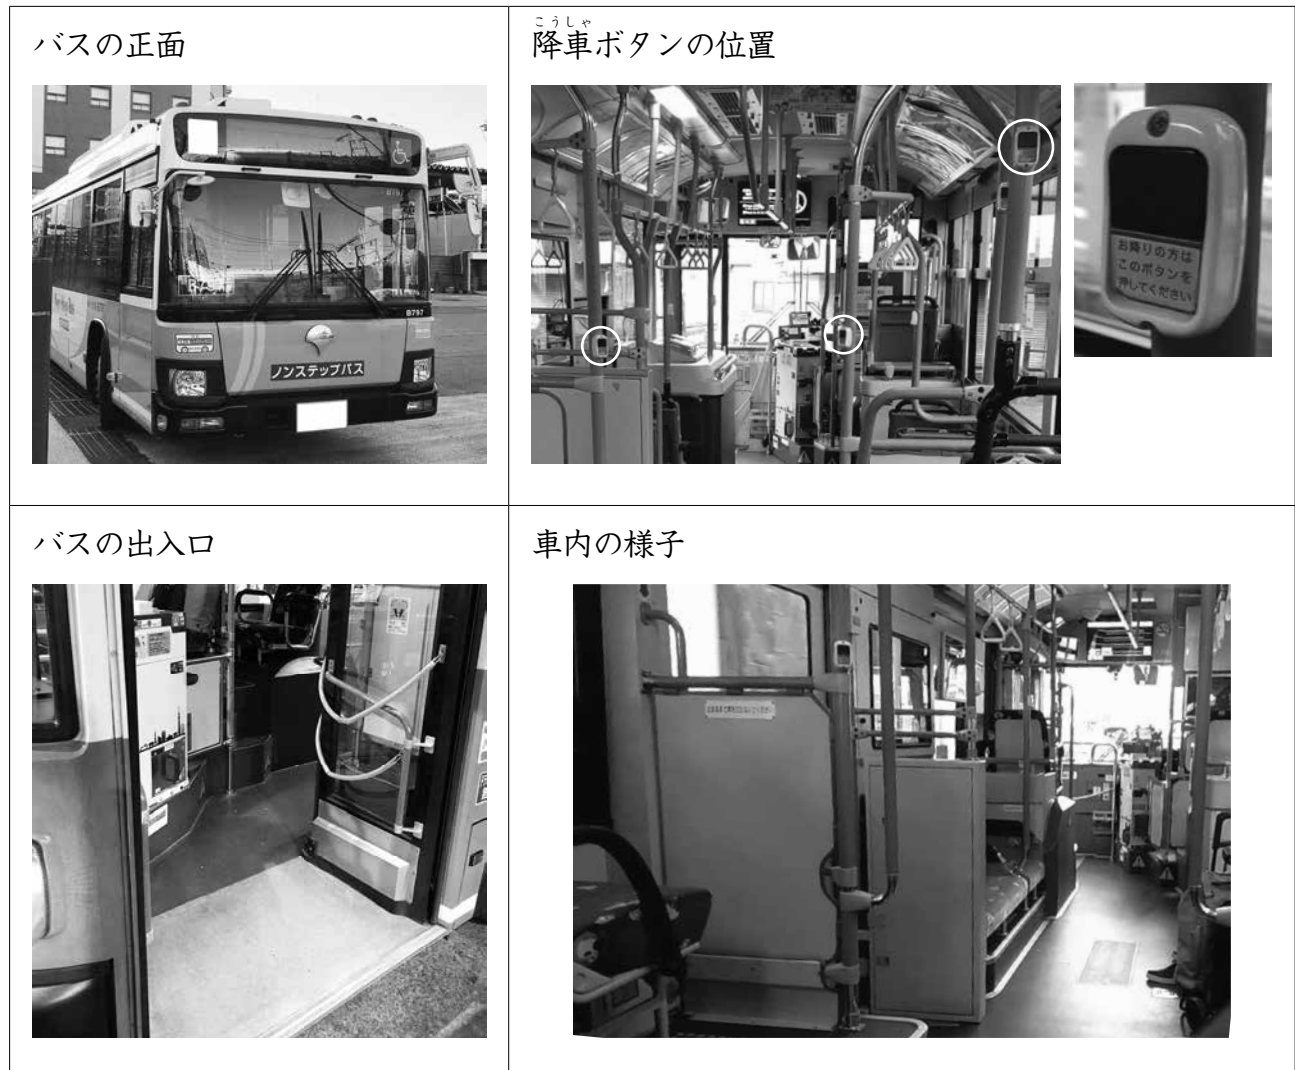 バスの正面
こうしゃ
降車ボタンの位置
B797
ノンステップバス
お降りの方は
このボタンを
押してください
バスの出入口
車内の様子